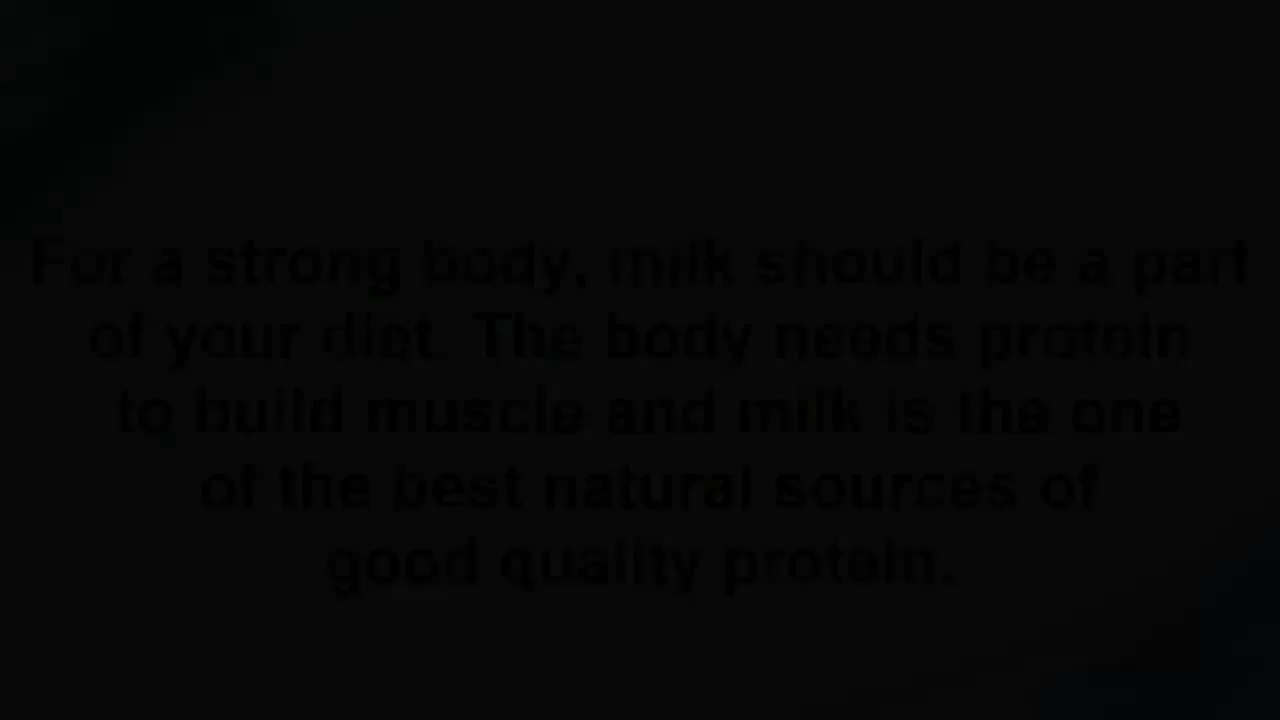 For a strong body, milk should be a part
of your diet. The body needs protein
to build muscle and milk is the one
of the best natural sources of
good quality protein.